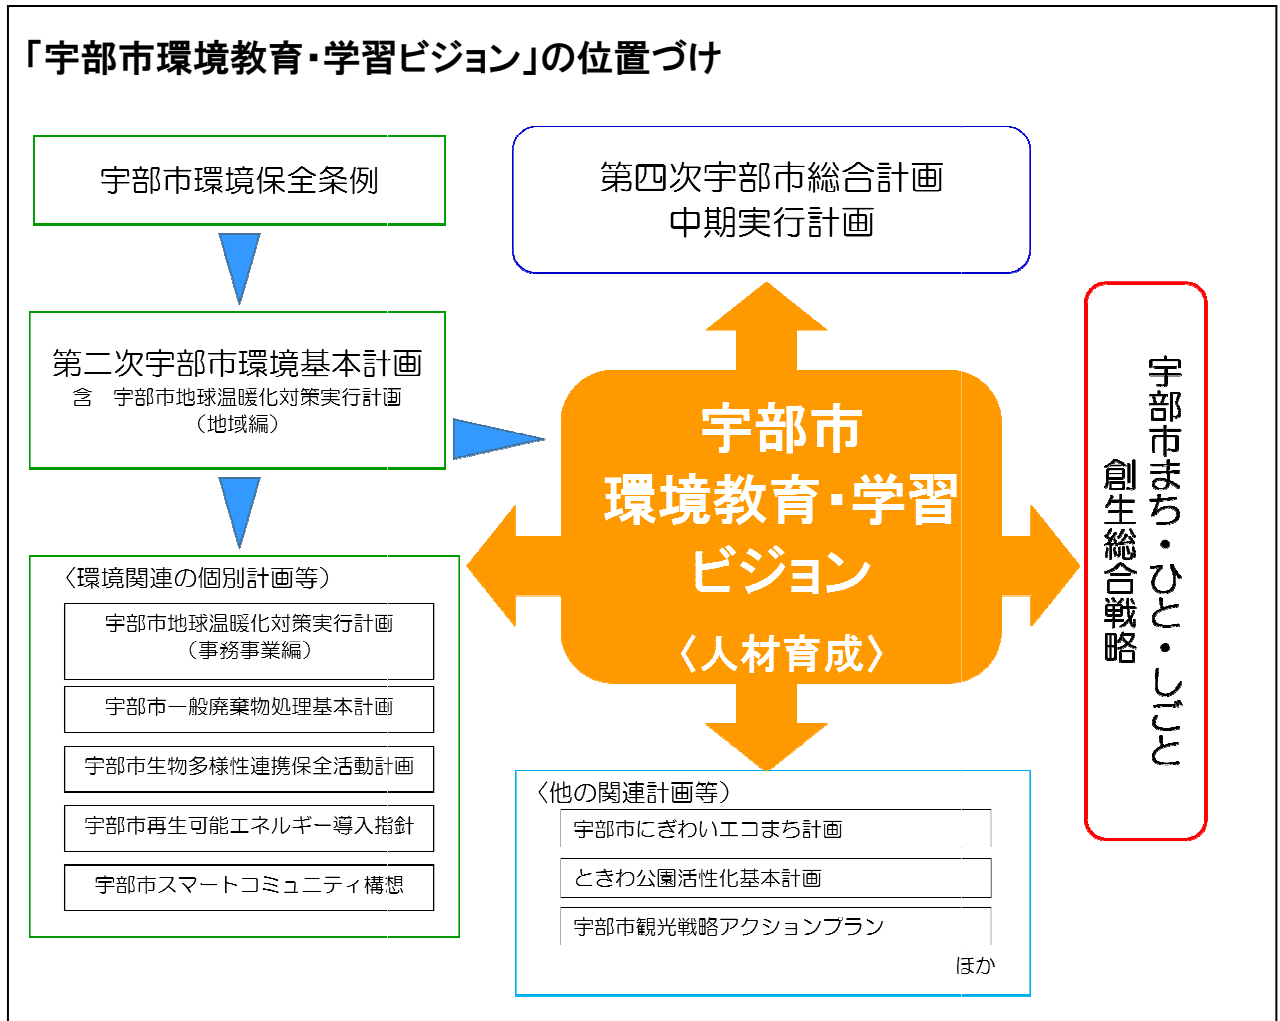 「宇部市環境教育・学習ビジョン」の位置づけ
宇部市環境保全条例
第二次宇部市環境基本計画
含　宇部市地球温暖化対策実行計画
（地域編）
〈環境関連の個別計画等〉
宇部市地球温暖化対策実行計画
（事務事業編）
宇部市一般廃棄物処理基本計画
宇部市生物多様性連携保全活動計画
宇部市再生可能エネルギー導入指針
宇部市スマートコミュニティ構想
第四次宇部市総合計画
中期実行計画
宇部市
環境教育・学習
ビジョン
〈人材育成〉
宇部市まち・ひと・しごと
創生総合戦略
〈他の関連計画等〉
宇部市にぎわいエコまち計画
ときわ公園活性化基本計画
宇部市観光戦略アクションプラン
ほか